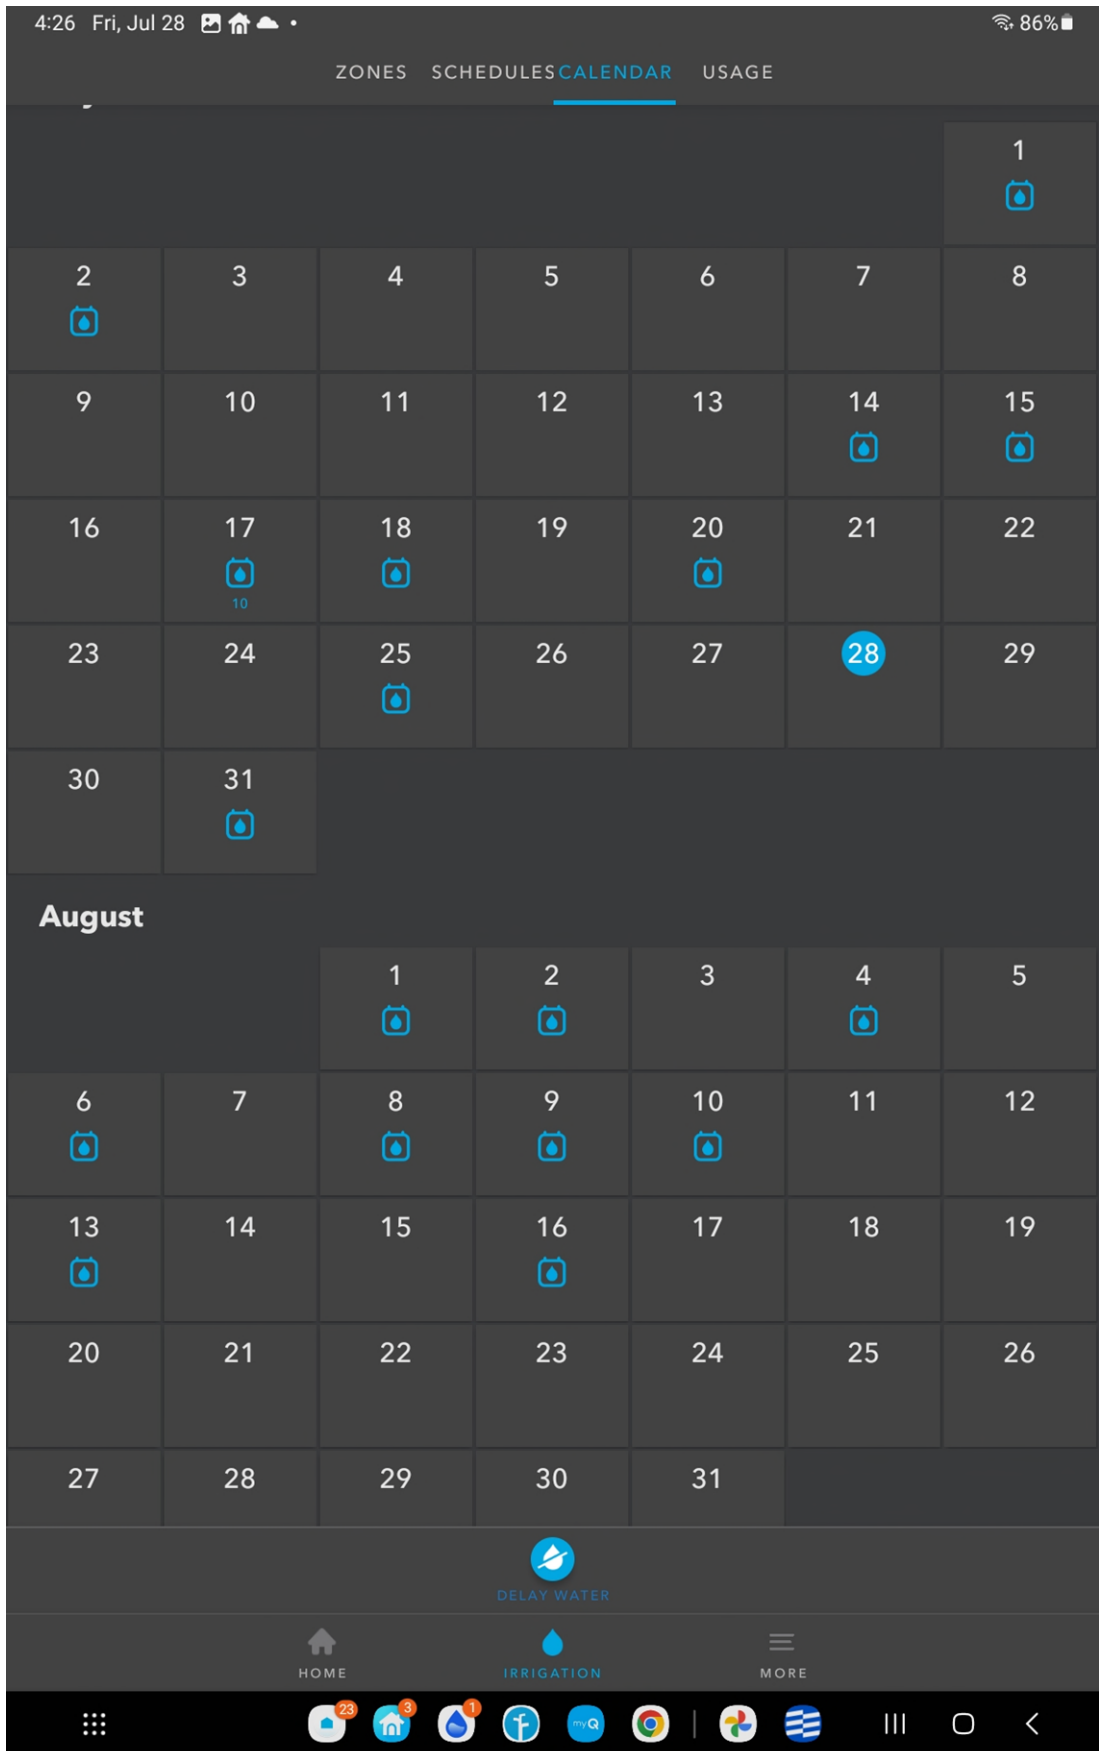 4:26 Fri, Jul 28 86%
ZONES SCHEDULES CALENDAR USAGE
1
2 3 4 5 6 7 8
9 10 11 12 13 14 15
16 17 18 19 20 21 22
10
23 24 25 26 27 28 29
30 31
August
1 2 3 4 5
6 7 8 9 10 11 12
13 14 15 16 17 18 19
20 21 22 23 24 25 26
27 28 29 30 31
DELAY WATER
HOME IRRIGATION MORE
23 3 1
myQ